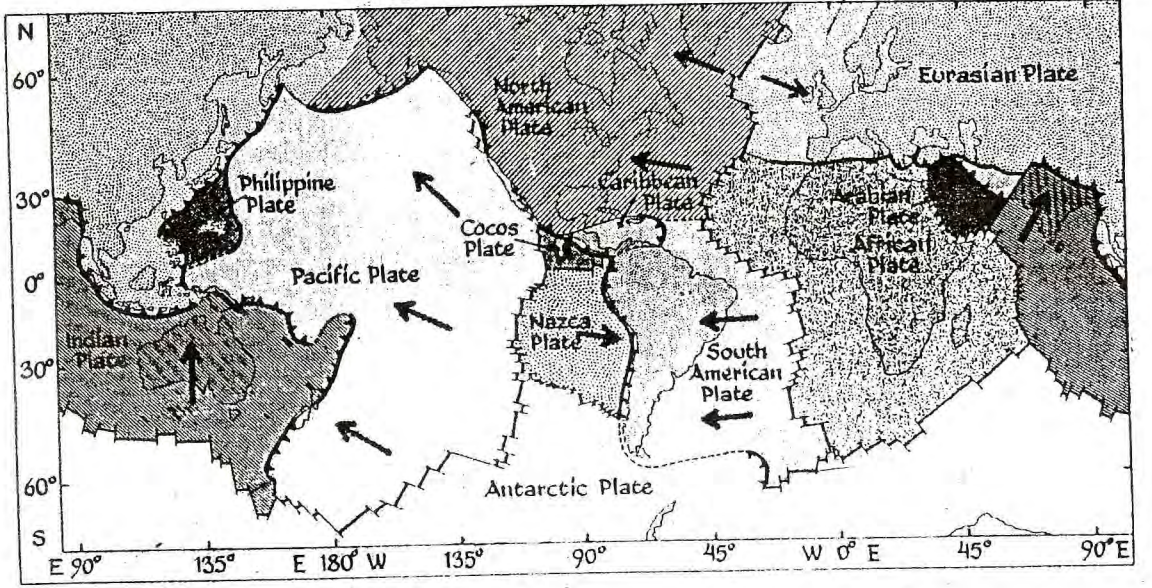 N
60°
30°
0°
30°
60°
S
North
American
Plate
Eurasian Plate
Philippine
Plate
Caribbean
Plate
Arabian
Plate
Cocos
Plate
African
Plate
Pacific Plate
Indian
Plate
Nazca
Plate
South
American
Plate
Antarctic Plate
E 90° 135° E 180° W 135° 90° 45° W 0° E 45° 90° E